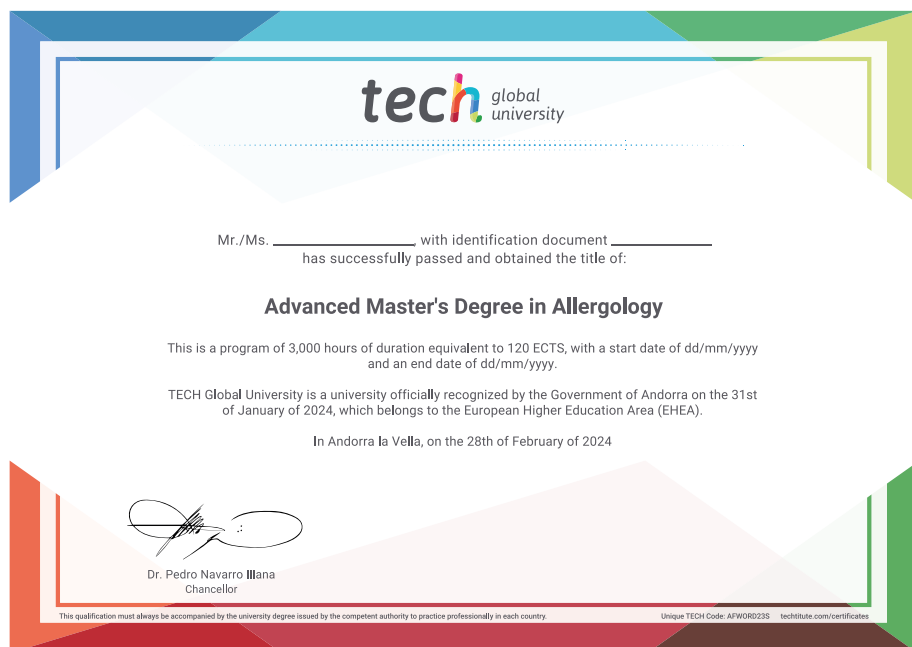 tech global
university
Mr./Ms. ____________, with identification document ____________
has successfully passed and obtained the title of:
Advanced Master's Degree in Allergology
This is a program of 3,000 hours of duration equivalent to 120 ECTS, with a start date of dd/mm/yyyy
and an end date of dd/mm/yyyy.
TECH Global University is a university officially recognized by the Government of Andorra on the 31st
of January of 2024, which belongs to the European Higher Education Area (EHEA).
In Andorra la Vella, on the 28th of February of 2024
Dr. Pedro Navarro Illana
Chancellor
This qualification must always be accompanied by the university degree issued by the competent authority to practice professionally in each country.
Unique TECH Code: AFWORD23S techtitute.com/certificates